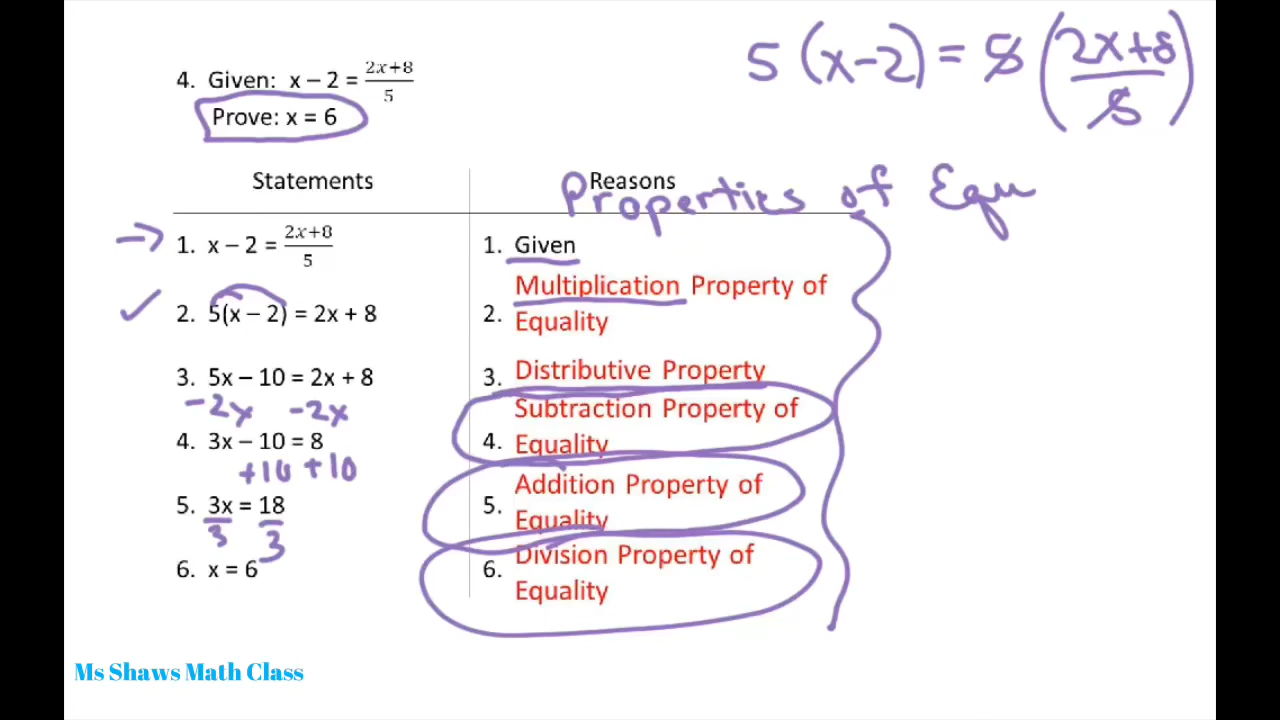 5 (x-2) = 5 (2x+8/5)
4. Given: x – 2 = 2x+8/5
Prove: x = 6
Statements
Reasons
Properties of Equ
1. x – 2 = 2x+8/5
1. Given
2. 5(x – 2) = 2x + 8
2. Multiplication Property of
Equality
3. 5x – 10 = 2x + 8
3. Distributive Property
-2x -2x
4. 3x – 10 = 8
4. Subtraction Property of
Equality
+10 +10
5. 3x = 18
3 3
5. Addition Property of
Equality
6. x = 6
6. Division Property of
Equality
Ms Shaws Math Class